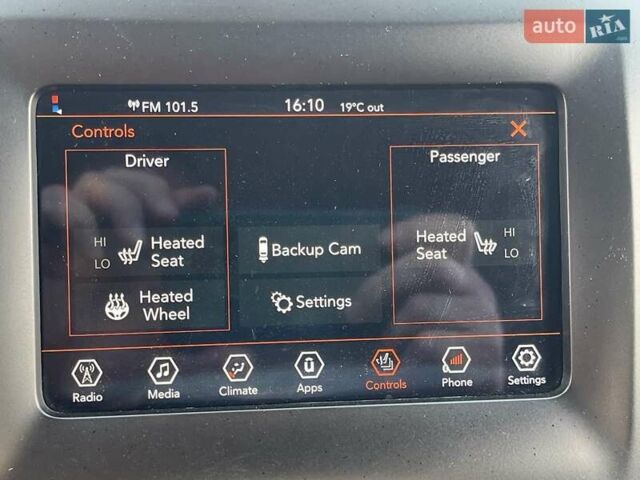 auto RIA
.com
FM 101.5 16:10 19°C out
Controls
Driver
Passenger
HI
LO
Heated
Seat
Backup Cam
Heated
Seat
HI
LO
Heated
Wheel
Settings
Radio
Media
Climate
ū
Apps
Controls
Phone
Settings